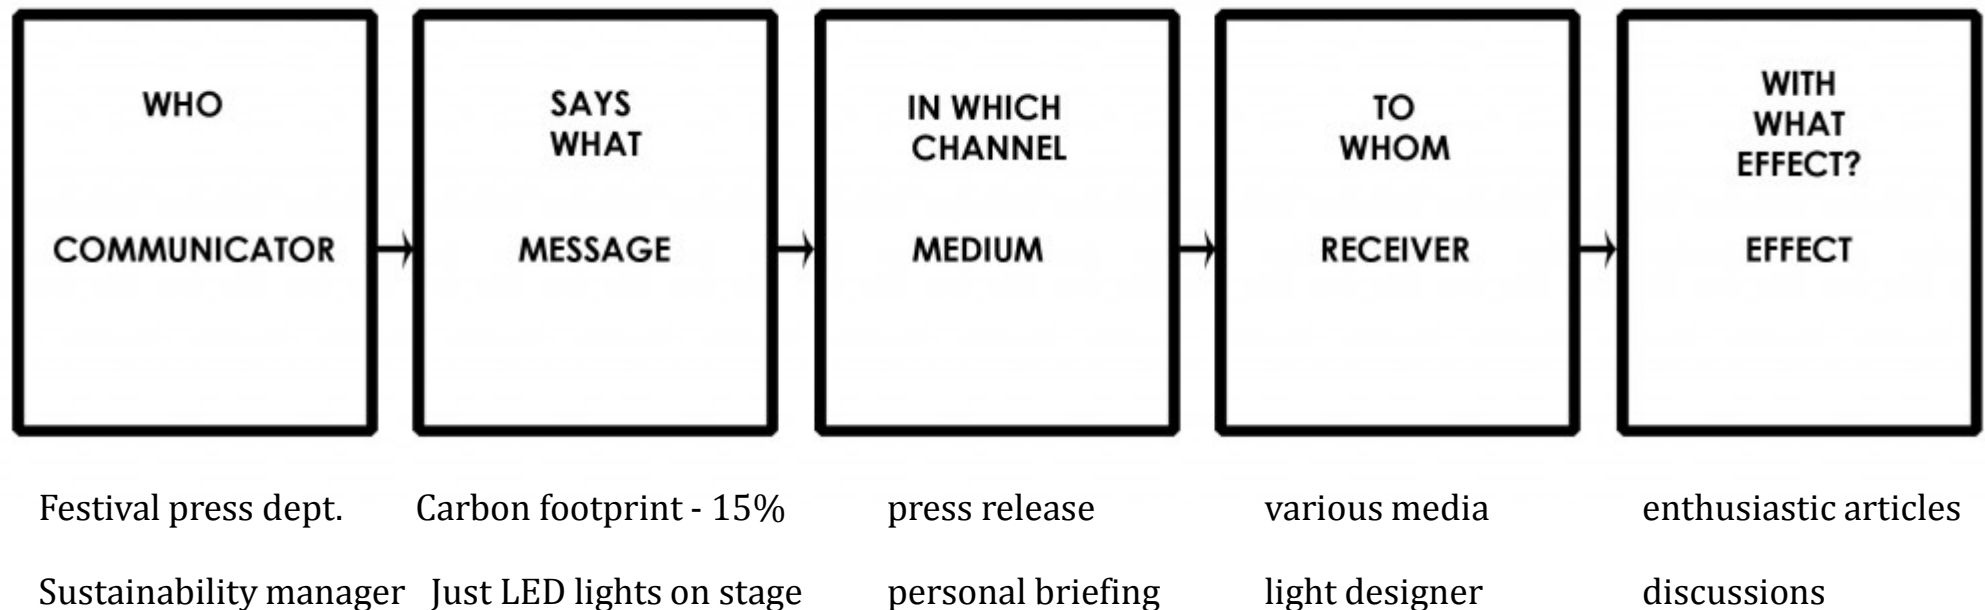 WHO
COMMUNICATOR
SAYS
WHAT
MESSAGE
IN WHICH
CHANNEL
MEDIUM
TO
WHOM
RECEIVER
WITH
WHAT
EFFECT?
EFFECT
Festival press dept. Carbon footprint - 15% press release various media enthusiastic articles
Sustainability manager Just LED lights on stage personal briefing light designer discussions